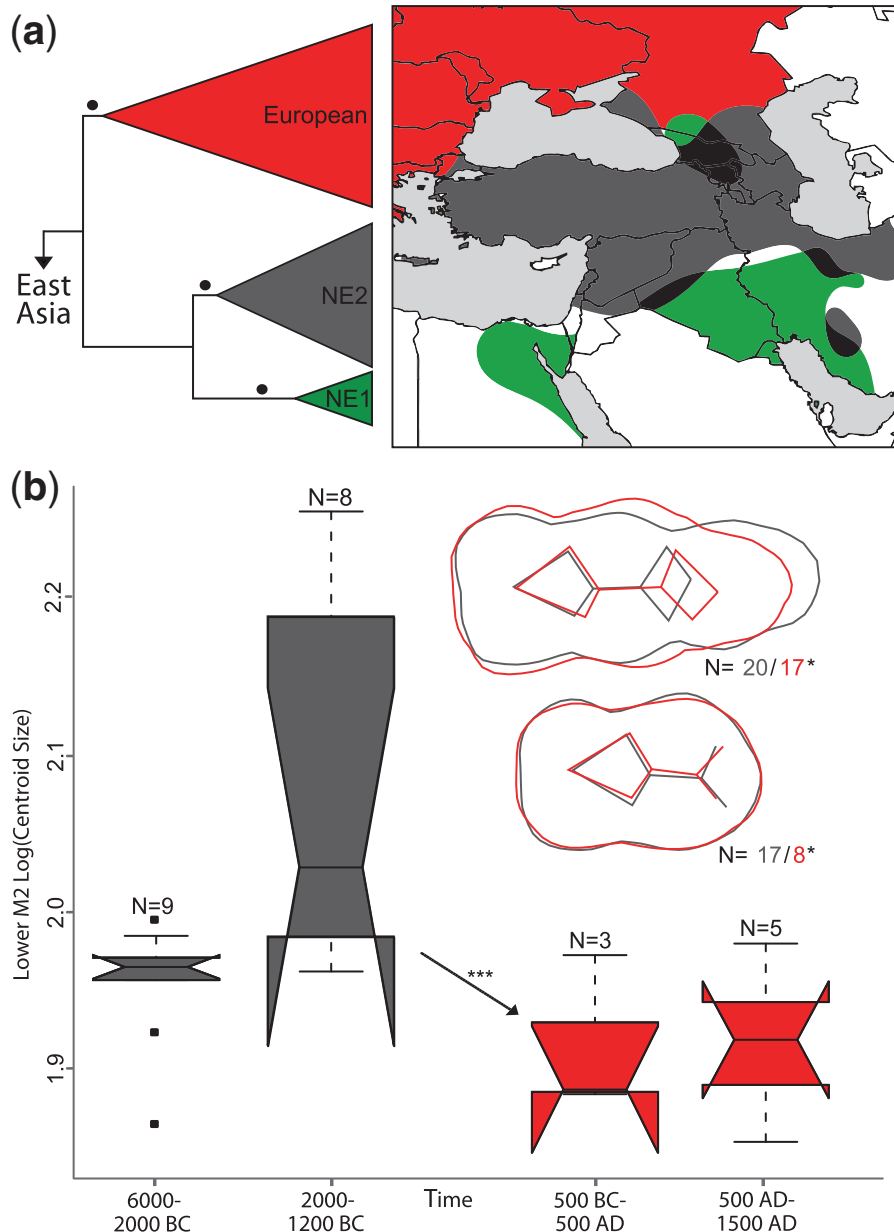 (a)
European
NE2
NE1
East
Asia
(b)
Lower M2 Log(Centroid Size)
2.2
2.1
2.0
1.9
N=8
N=9
N= 20/17*
N= 17/8*
***
N=3
N=5
6000-
2000 BC
2000-
1200 BC
Time
500 BC-
500 AD
500 AD-
1500 AD